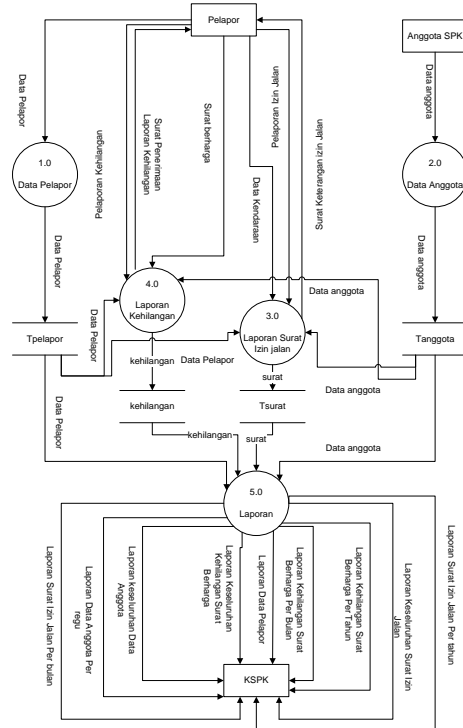 Pelapor
Anggota SPK
Data Pelapor
Pelaporan Kehilangan
Surat Penerimaan
Laporan Kehilangan
Surat berharga
Data Kendaraan
Pelaporan Izin Jalan
Surat Keterangan izin Jalan
Data anggota
1.0
Data Pelapor
2.0
Data Anggota
Data Pelapor
Data anggota
4.0
Laporan
Kehilangan
3.0
Laporan Surat
Izin jalan
Data anggota
Tpelapor
Data Pelapor
Tanggota
kehilangan
Data Pelapor
surat
Data anggota
kehilangan
Tsurat
Data Pelapor
kehilangan
surat
Data anggota
5.0
Laporan
Laporan Surat Izin Jalan Per bulan
Laporan Data Anggota Per
regu
Laporan keseluruhan Data
Anggota
Laporan Keseluruhan
Kehilangan Surat
Berharga
Laporan Data Pelapor
Laporan Kehilangan Surat
Berharga Per Bulan
Laporan Kehilangan Surat
Berharga Per Tahun
Laporan Keseluruhan Surat Izin
Jalan
Laporan Surat Izin Jalan Per tahun
KSPK